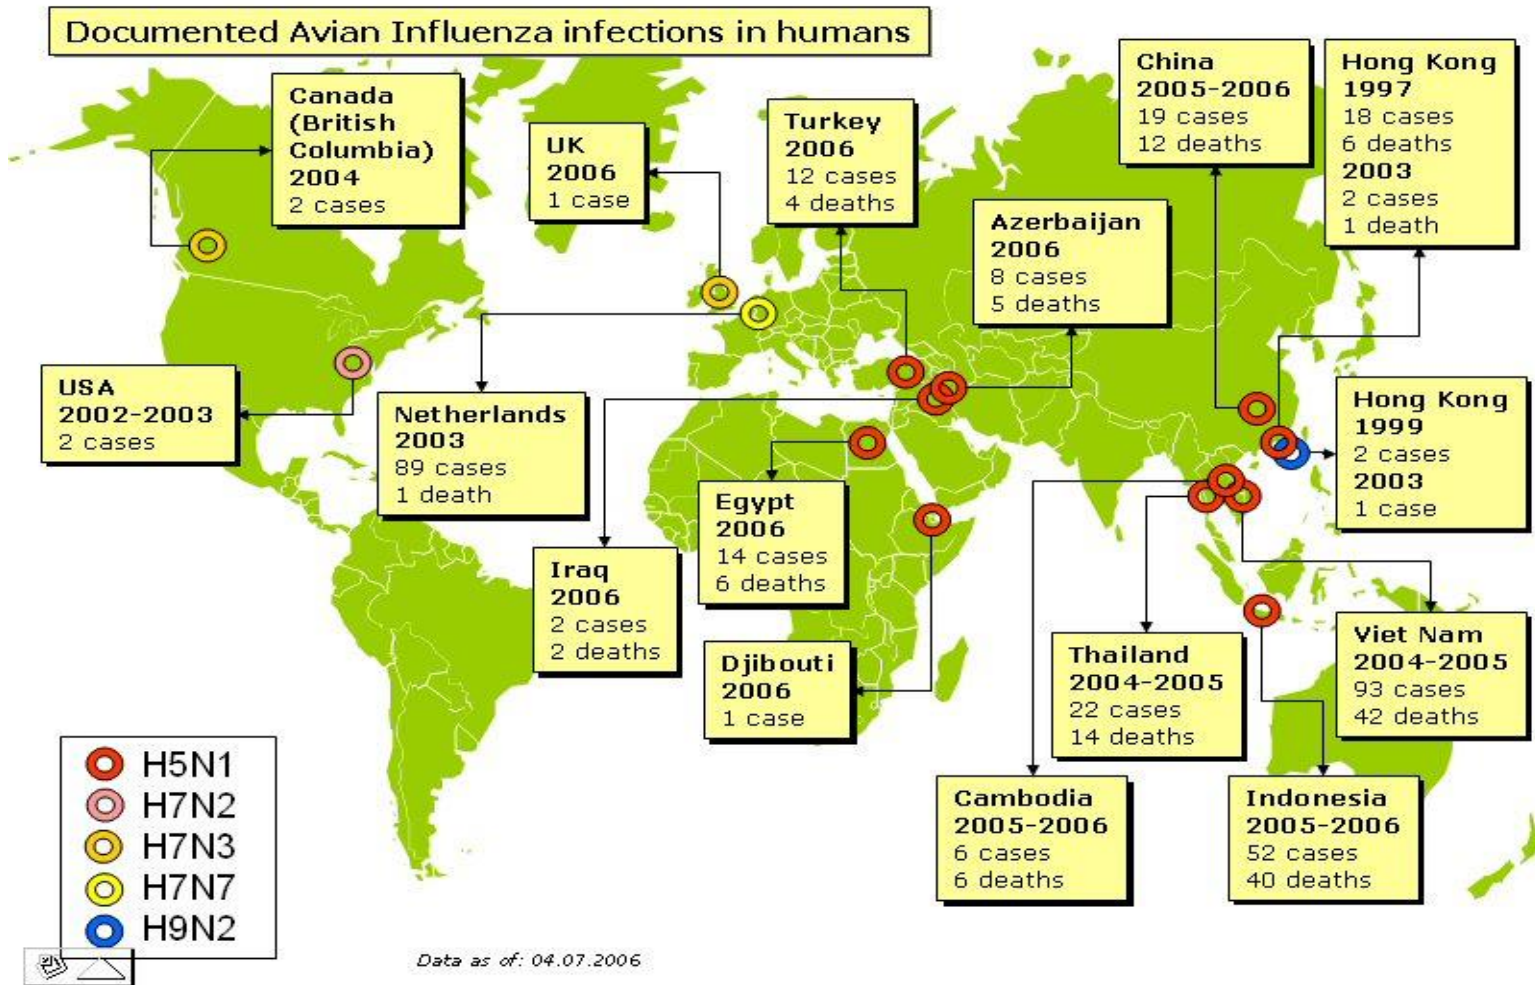 Documented Avian Influenza infections in humans
Canada
(British
Columbia)
2004
2 cases
UK
2006
1 case
Turkey
2006
12 cases
4 deaths
China
2005-2006
19 cases
12 deaths
Hong Kong
1997
18 cases
6 deaths
2003
2 cases
1 death
Azerbaijan
2006
8 cases
5 deaths
USA
2002-2003
2 cases
Netherlands
2003
89 cases
1 death
Hong Kong
1999
2 cases
2003
1 case
Egypt
2006
14 cases
6 deaths
Iraq
2006
2 cases
2 deaths
Djibouti
2006
1 case
Thailand
2004-2005
22 cases
14 deaths
Viet Nam
2004-2005
93 cases
42 deaths
Cambodia
2005-2006
6 cases
6 deaths
Indonesia
2005-2006
52 cases
40 deaths
H5N1
H7N2
H7N3
H7N7
H9N2
Data as of: 04.07.2006